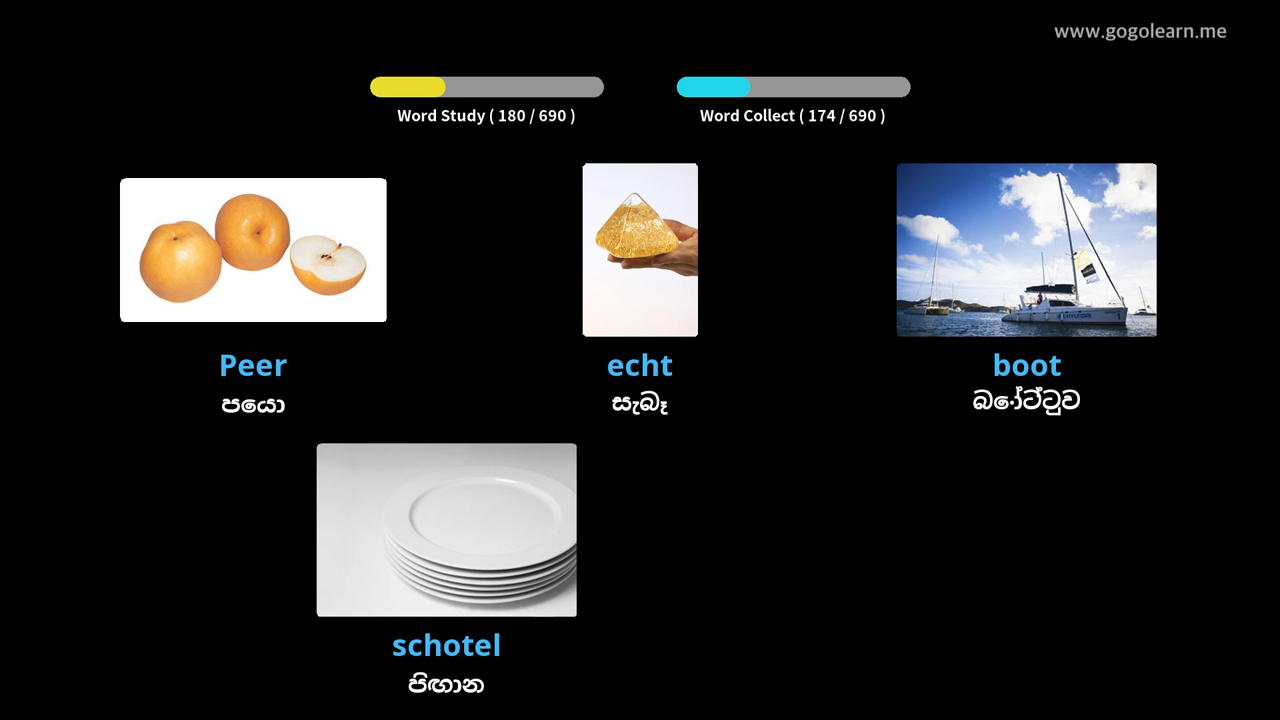 www.gogolearn.me
Word Study ( 180 / 690 )
Word Collect ( 174 / 690 )
Peer
පයො
echt
සැබෑ
boot
බෝට්ටුව
schotel
පිඟාන